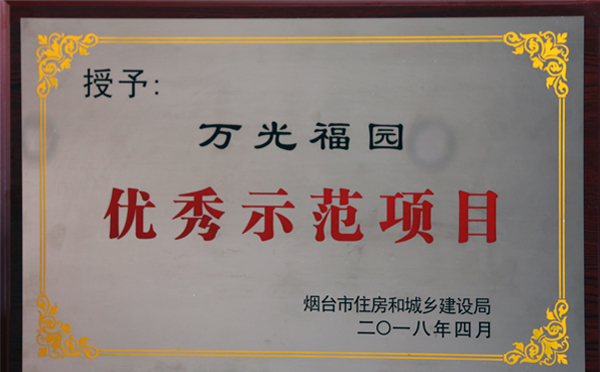 授予：
万光福园
优秀示范项目
烟台市住房和城乡建设局
二〇一八年四月